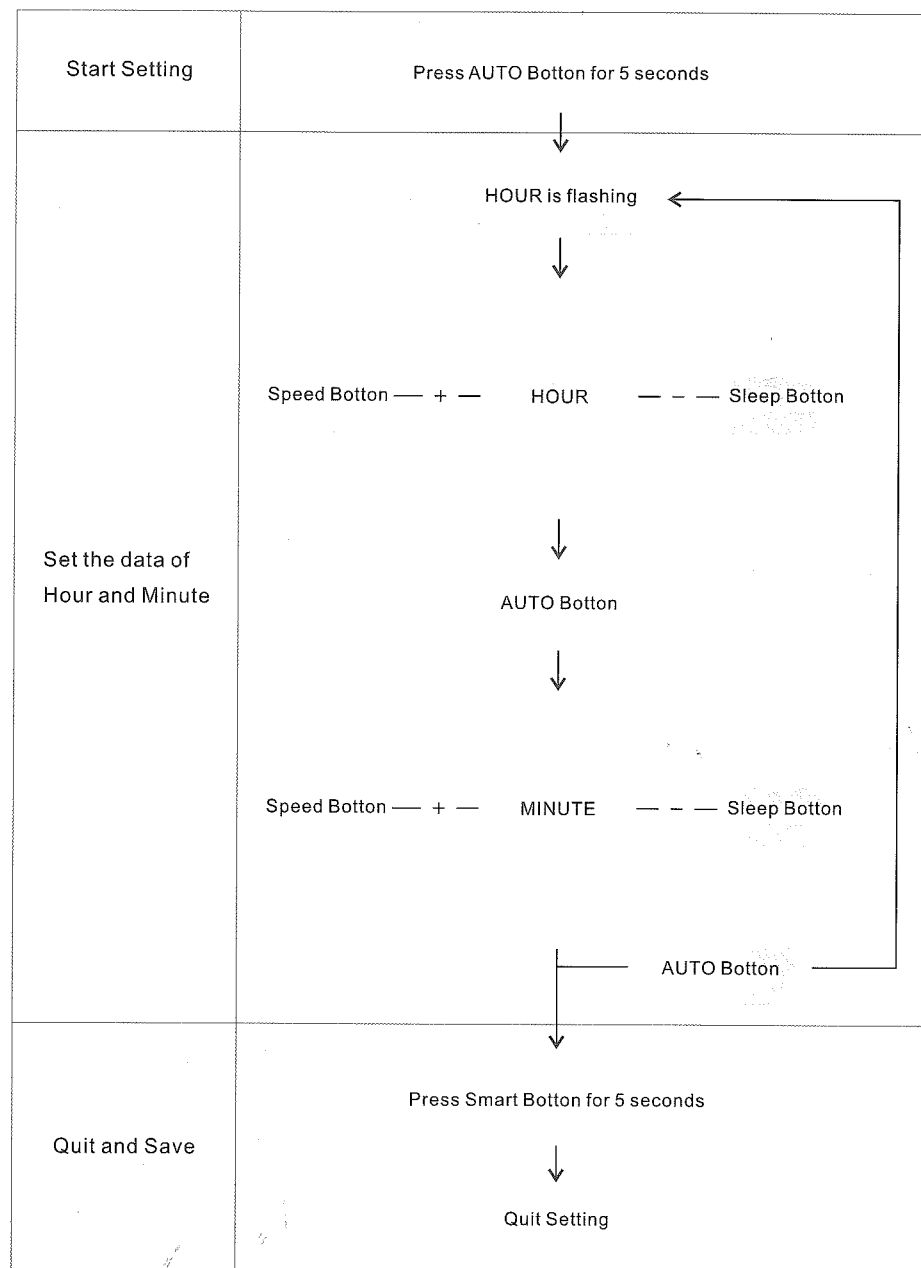 Start Setting
Press AUTO Botton for 5 seconds
HOUR is flashing
Speed Botton — + — HOUR — - — Sleep Botton
Set the data of
Hour and Minute
AUTO Botton
Speed Botton — + — MINUTE — - — Sleep Botton
AUTO Botton
Press Smart Botton for 5 seconds
Quit and Save
Quit Setting